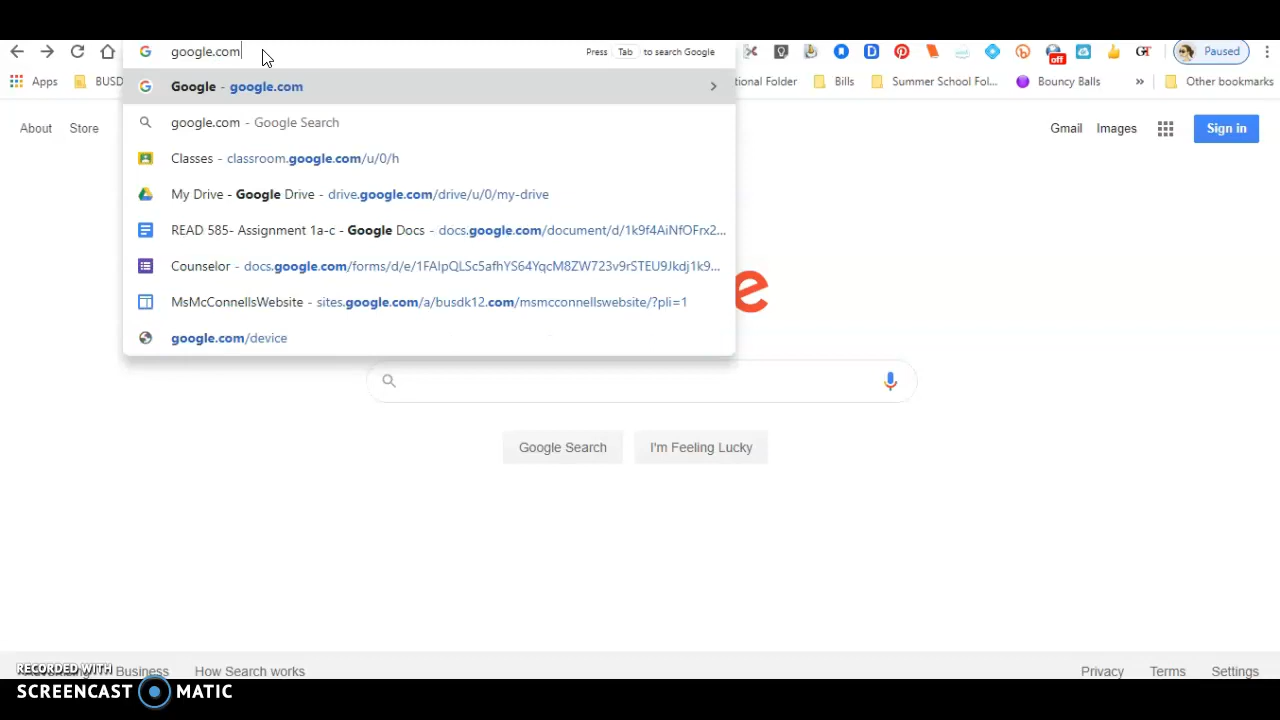 google.com Press Tab to search Google GT Paused
off
Apps BUSD tional Folder Bills Summer School Fol... Bouncy Balls » Other bookmarks
Google - google.com
google.com - Google Search
Classes - classroom.google.com/u/0/h
My Drive - Google Drive - drive.google.com/drive/u/0/my-drive
READ 585- Assignment 1a-c - Google Docs - docs.google.com/document/d/1k9f4AiNfOFrx2...
Counselor - docs.google.com/forms/d/e/1FAIpQLSc5afhYS64YqcM8ZW723v9rSTEU9Jkdj1k9...
MsMcConnellsWebsite - sites.google.com/a/busdk12.com/msmcconnellswebsite/?pli=1
google.com/device
About Store Gmail Images Sign in
e
Google Search I'm Feeling Lucky
Advertising Business How Search works Privacy Terms Settings
RECORDED WITH
SCREENCAST MATIC